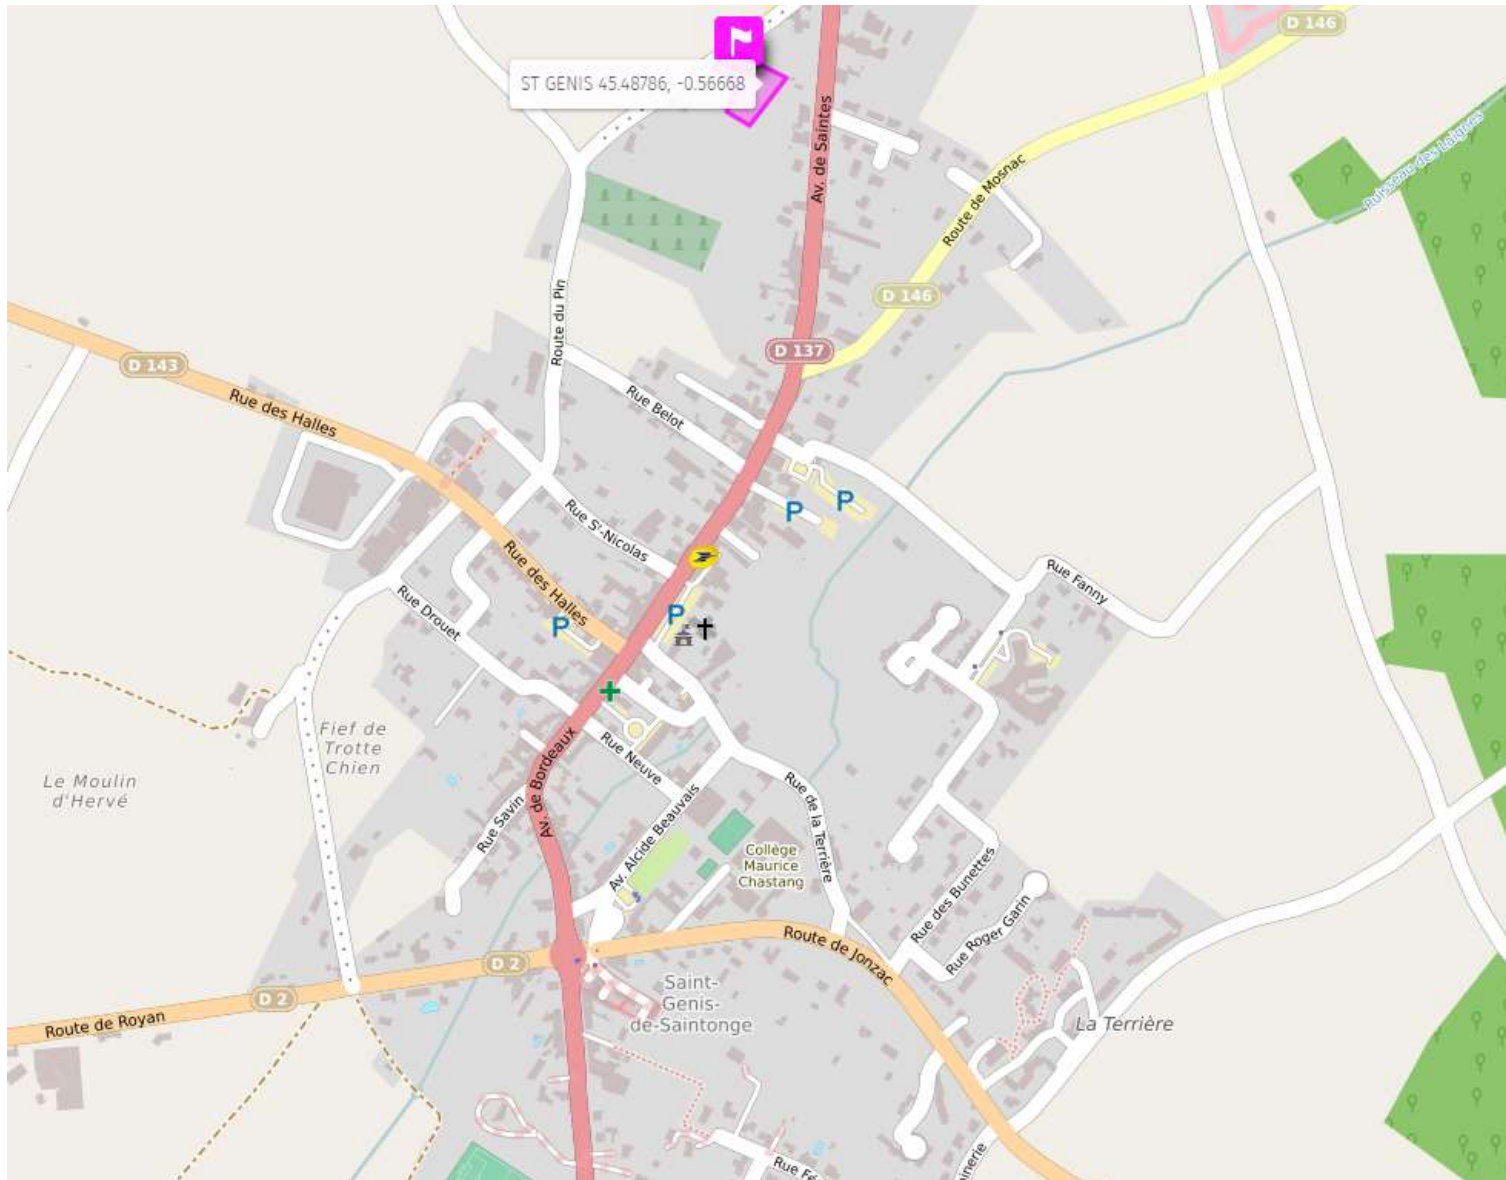 D 146
ST GENIS 45.48786, -0.56668
Av. de Saintes
Ruisseau des Laignes
Route de Mosnac
D 146
Route du Pin
D 137
D 143
Rue des Halles
Rue Belot
P
P
Rue St-Nicolas
Rue des Halles
Rue Fanny
Rue Drouet
P
P
Fief de
Trotte
Chien
Le Moulin
d'Hervé
Rue Neuve
Av. de Bordeaux
Rue Savin
Av. Alcide Beauvais
Rue de la Terrière
Collège
Maurice
Chastang
Rue des Bunettes
Rue Roger Garin
Route de Jonzac
D 2
D 2
Route de Royan
Saint-
Genis-
de-Saintonge
La Terrière